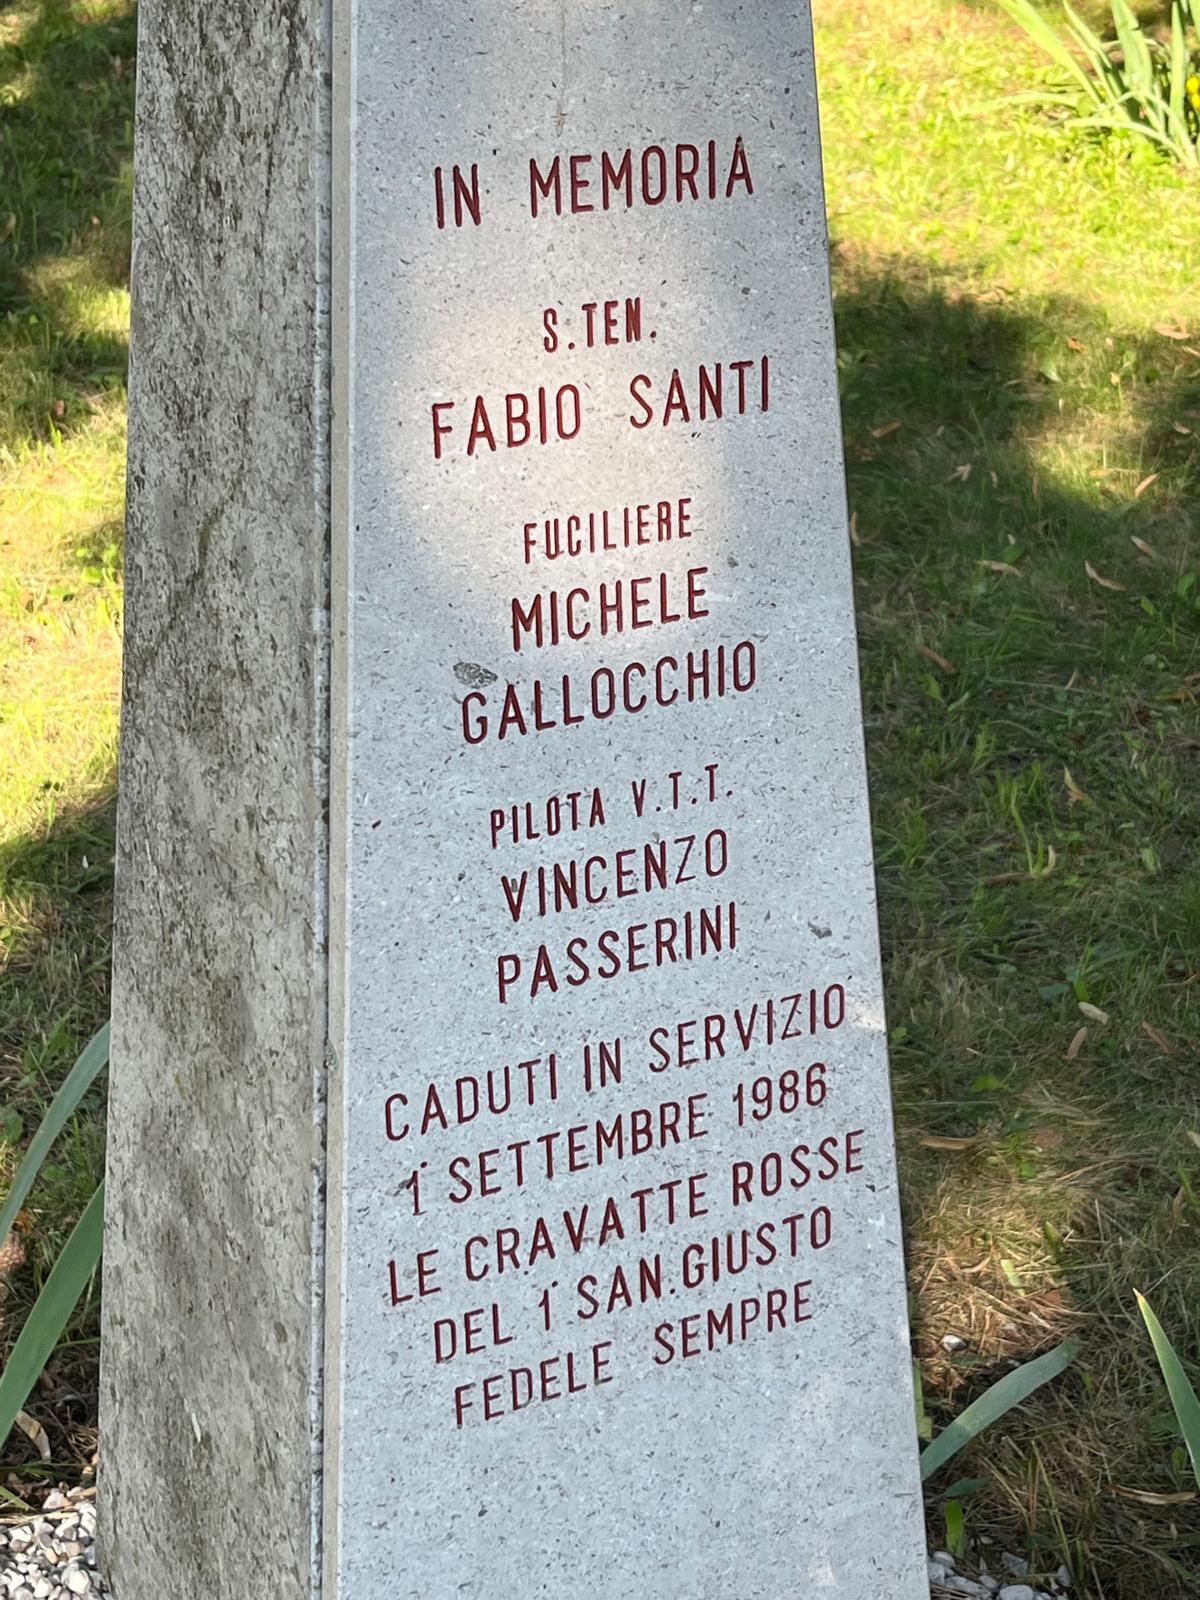 IN MEMORIA
S.TEN.
FABIO SANTI
FUCILIERE
MICHELE
GALLOCCHIO
PILOTA V.T.T.
VINCENZO
PASSERINI
CADUTI IN SERVIZIO
1° SETTEMBRE 1986
LE CRAVATTE ROSSE
DEL 1° SAN.GIUSTO
FEDELE SEMPRE